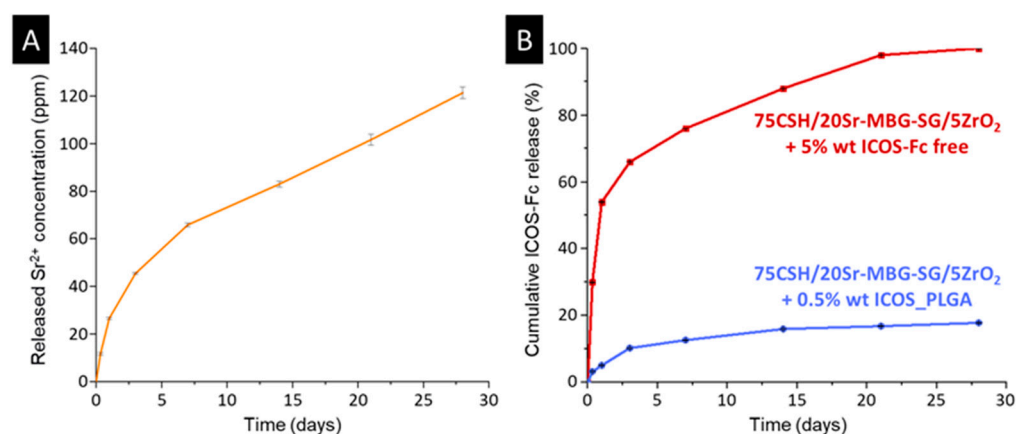 A
140
120
100
80
60
40
20
0
Released Sr²⁺ concentration (ppm)
0 5 10 15 20 25 30
Time (days)
B
100
80
60
40
20
0
Cumulative ICOS-Fc release (%)
75CSH/20Sr-MBG-SG/5ZrO₂
+ 5% wt ICOS-Fc free
75CSH/20Sr-MBG-SG/5ZrO₂
+ 0.5% wt ICOS_PLGA
0 5 10 15 20 25 30
Time (days)